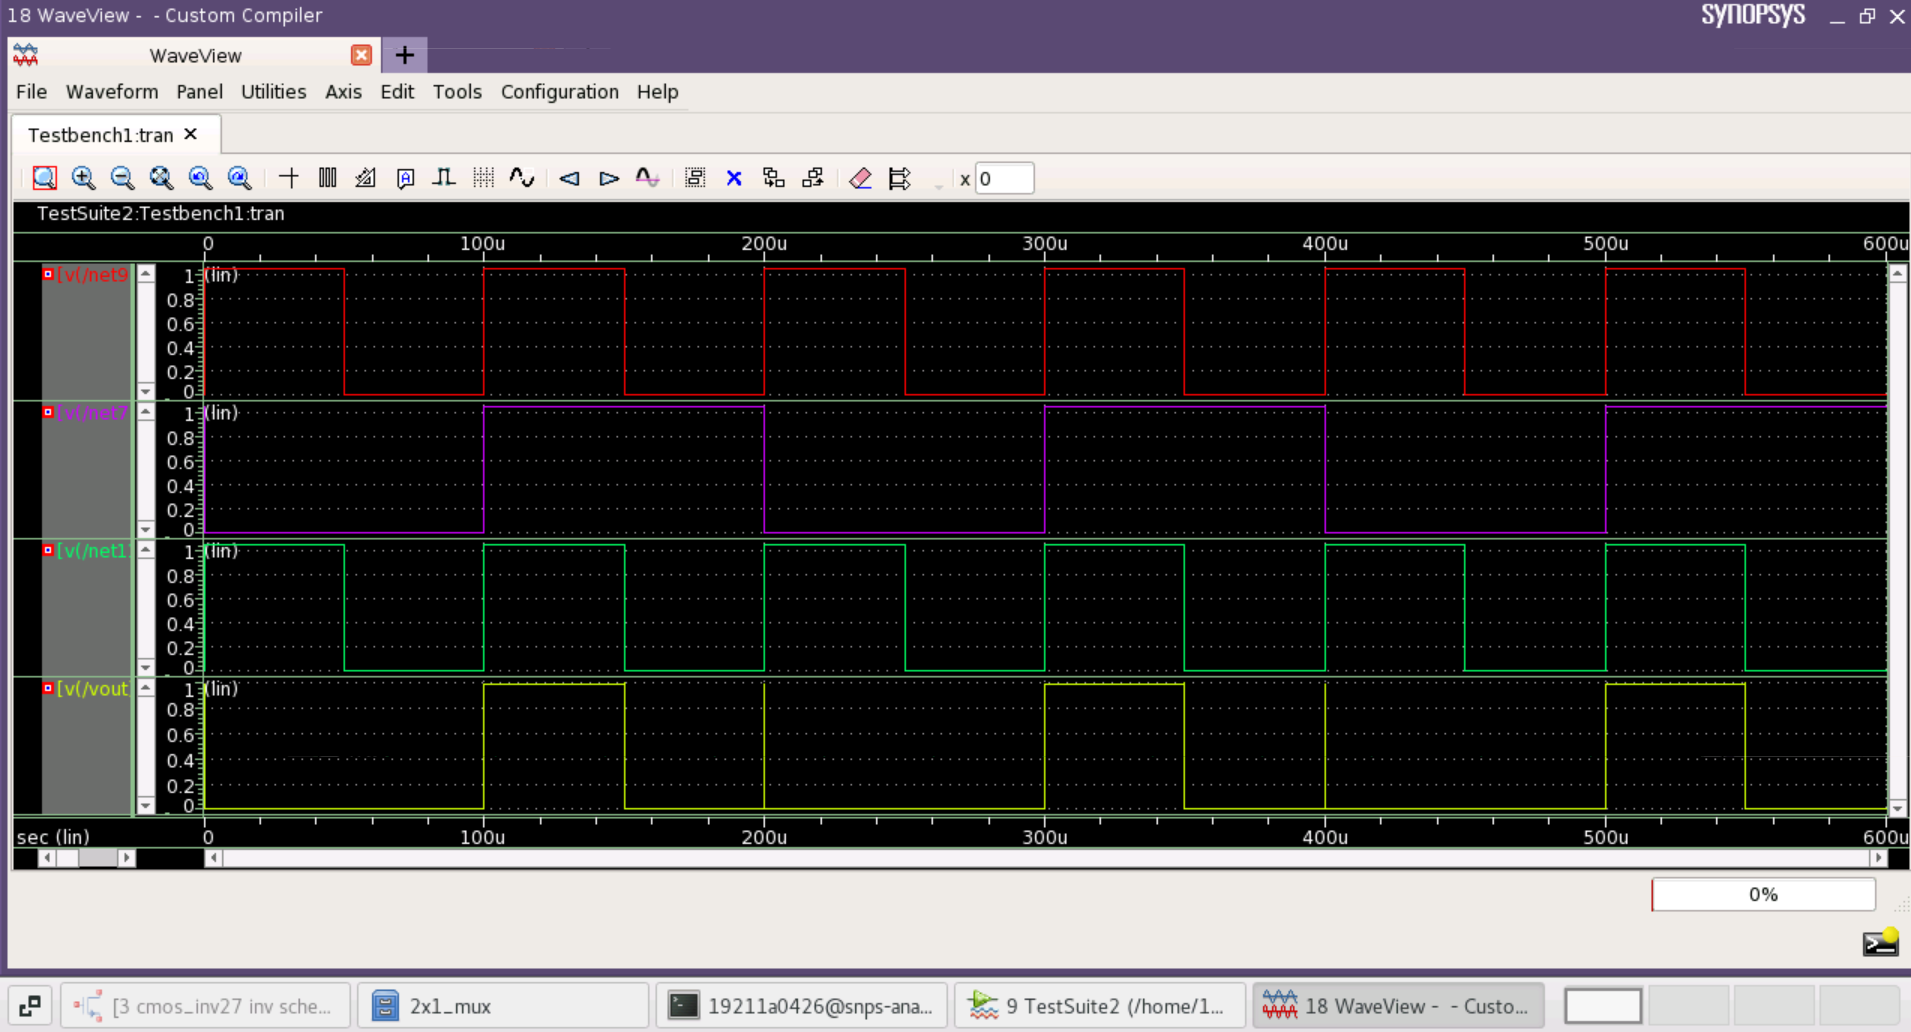 18 WaveView -  - Custom Compiler
SYNOPSYS
WaveView
File Waveform Panel Utilities Axis Edit Tools Configuration Help
Testbench1:tran
x 0
TestSuite2:Testbench1:tran
0 100u 200u 300u 400u 500u 600u
[v(/net9 1 (lin)
0.8
0.6
0.4
0.2
0
[v(/net7 1 (lin)
0.8
0.6
0.4
0.2
0
[v(/net1 1 (lin)
0.8
0.6
0.4
0.2
0
[v(/vout 1 (lin)
0.8
0.6
0.4
0.2
0
sec (lin) 0 100u 200u 300u 400u 500u 600u
0%
[3 cmos_inv27 inv sche...
2x1_mux
19211a0426@snps-ana...
9 TestSuite2 (/home/1...
18 WaveView -  - Custo...